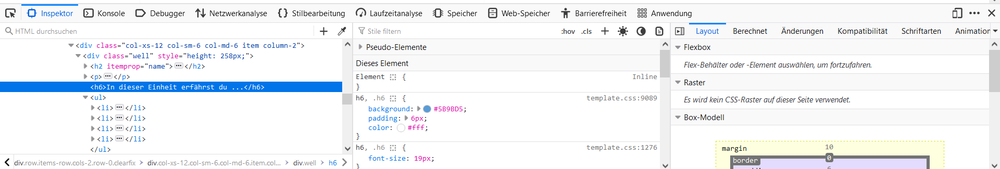 Inspektor Konsole Debugger Netzwerkanalyse Stilbearbeitung Laufzeitanalyse Speicher Web-Speicher Barrierefreiheit Anwendung
HTML durchsuchen
<div class="col-xs-12 col-sm-6 col-md-6 item column-2">
<div class="well" style="height: 258px;">
<h2 itemprop="name"> ••• </h2>
<p> ••• </p>
<h6>In dieser Einheit erfährst du ...</h6>
<ul>
<li> ••• </li>
<li> ••• </li>
<li> ••• </li>
<li> ••• </li>
</ul>
div.row.items-row.cols-2.row-0.clearfix > div.col-xs-12.col-sm-6.col-md-6.item.col... > div.well > h6
Stile filtern :hov .cls
Pseudo-Elemente
Dieses Element
Element { Inline
}
h6, .h6 { template.css:9089
background: #5B9BD5;
padding: 6px;
color: #fff;
}
h6, .h6 { template.css:1276
font-size: 19px;
}
Layout Berechnet Änderungen Kompatibilität Schriftarten Animation
Flexbox
Flex-Behälter oder -Element auswählen, um fortzufahren.
Raster
Es wird kein CSS-Raster auf dieser Seite verwendet.
Box-Modell
margin 10
border 0